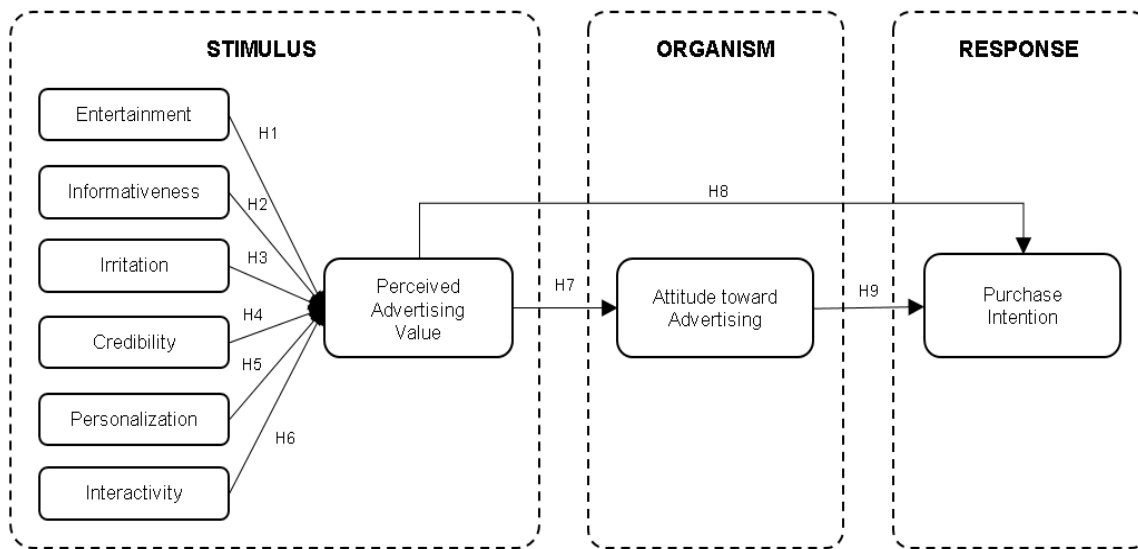 STIMULUS
ORGANISM
RESPONSE
Entertainment
H1
Informativeness
H2
H8
Irritation
H3
Perceived
Advertising
Value
H7
Attitude toward
Advertising
H9
Purchase
Intention
H4
Credibility
H5
Personalization
H6
Interactivity